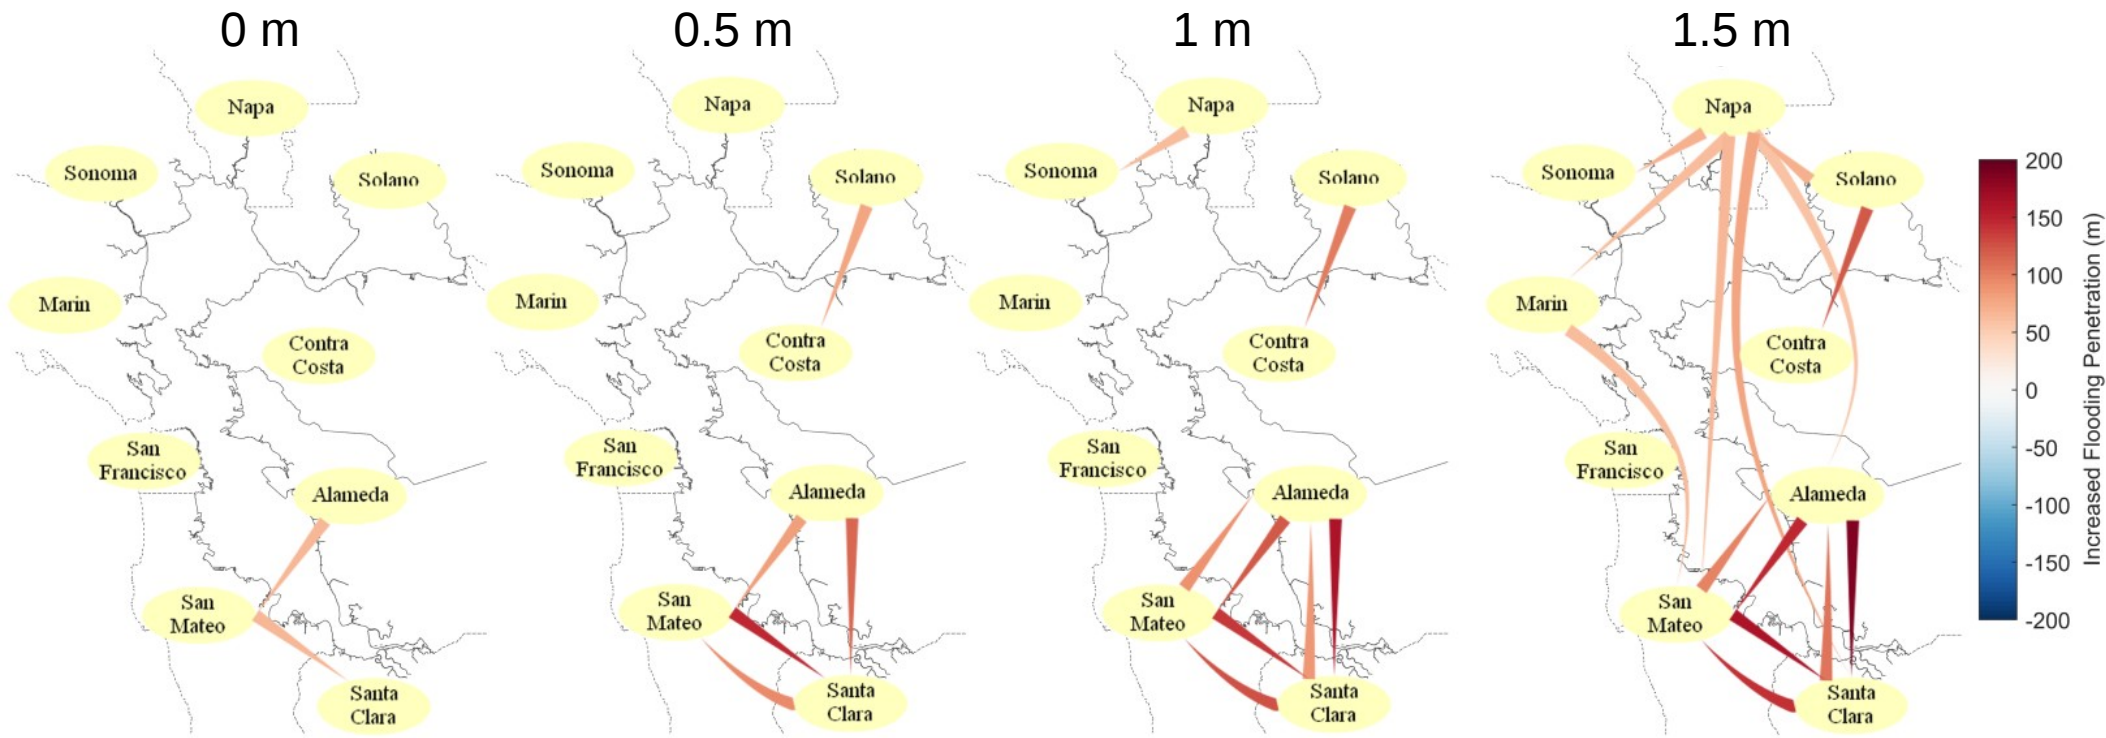 0 m
Napa
Sonoma
Solano
Marin
Contra
Costa
San
Francisco
Alameda
San
Mateo
Santa
Clara
0.5 m
Napa
Sonoma
Solano
Marin
Contra
Costa
San
Francisco
Alameda
San
Mateo
Santa
Clara
1 m
Napa
Sonoma
Solano
Marin
Contra
Costa
San
Francisco
Alameda
San
Mateo
Santa
Clara
1.5 m
Napa
Sonoma
Solano
Marin
Contra
Costa
San
Francisco
Alameda
San
Mateo
Santa
Clara
200
150
100
50
0
-50
-100
-150
-200
Increased Flooding Penetration (m)